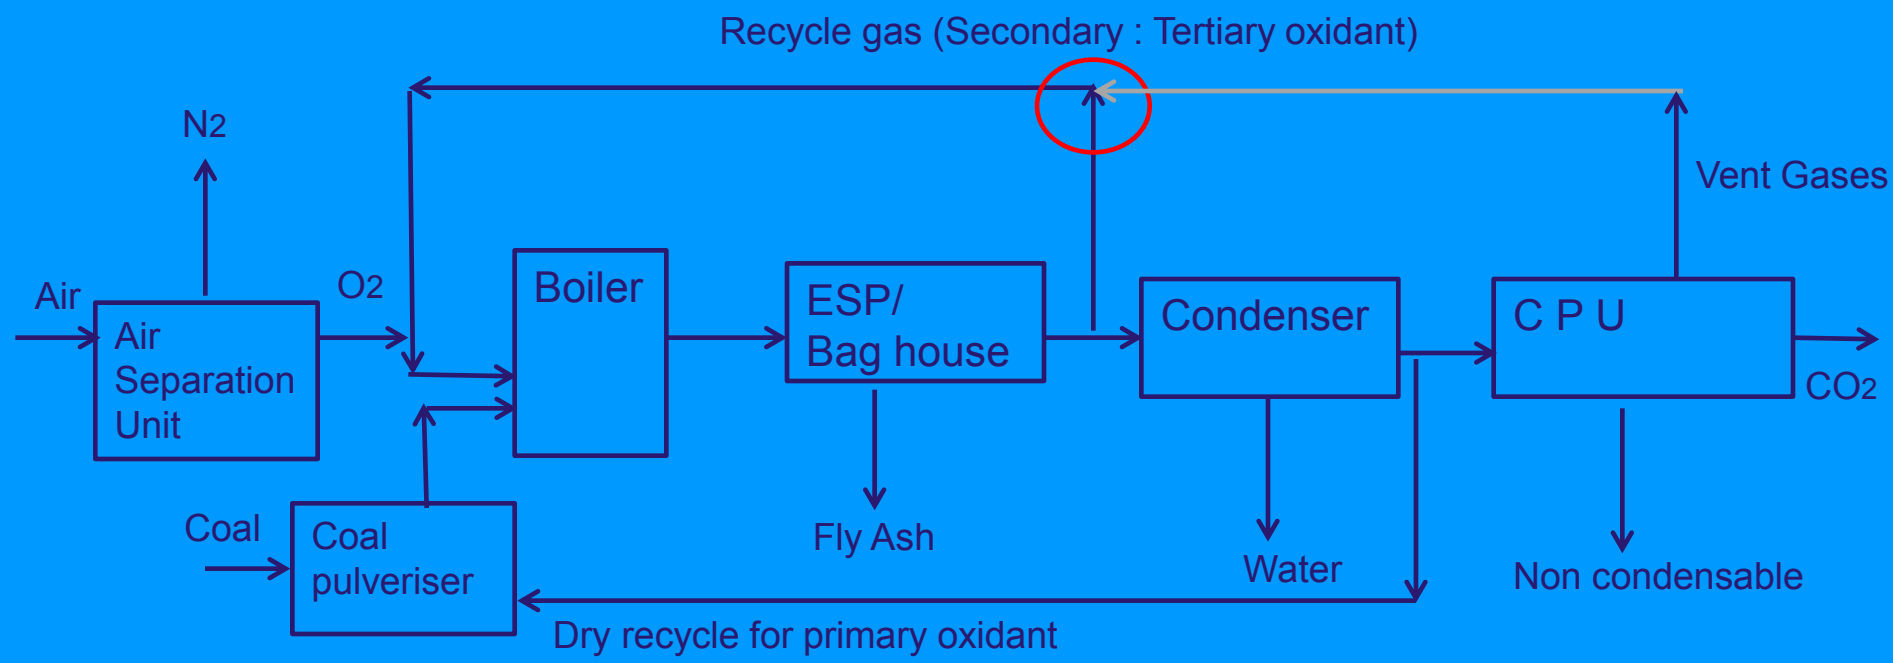 Recycle gas (Secondary : Tertiary oxidant)
N2
Vent Gases
Air
O2
Boiler
ESP/
Bag house
Condenser
C P U
Air
Separation
Unit
CO2
Coal
Coal
pulveriser
Fly Ash
Water
Non condensable
Dry recycle for primary oxidant